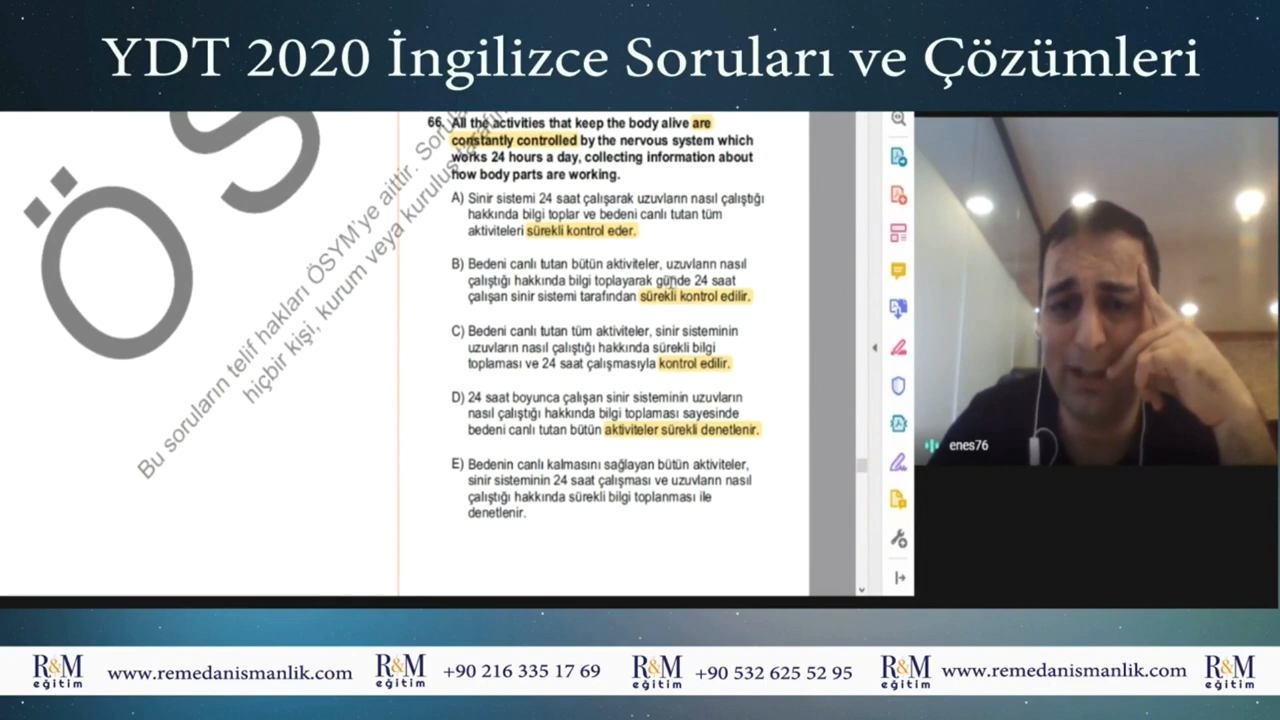 YDT 2020 İngilizce Soruları ve Çözümleri
ÖS
Bu soruların telif hakları ÖSYM'ye aittir.
hiçbir kişi, kurum veya kuruluş
66. All the activities that keep the body alive are
constantly controlled by the nervous system which
works 24 hours a day, collecting information about
how body parts are working.
A) Sinir sistemi 24 saat çalışarak uzuvların nasıl çalıştığı
hakkında bilgi toplar ve bedeni canlı tutan tüm
aktiviteleri sürekli kontrol eder.
B) Bedeni canlı tutan bütün aktiviteler, uzuvların nasıl
çalıştığı hakkında bilgi toplayarak günde 24 saat
çalışan sinir sistemi tarafından sürekli kontrol edilir.
C) Bedeni canlı tutan tüm aktiviteler, sinir sisteminin
uzuvların nasıl çalıştığı hakkında sürekli bilgi
toplaması ve 24 saat çalışmasıyla kontrol edilir.
D) 24 saat boyunca çalışan sinir sisteminin uzuvların
nasıl çalıştığı hakkında bilgi toplaması sayesinde
bedeni canlı tutan bütün aktiviteler sürekli denetlenir.
E) Bedenin canlı kalmasını sağlayan bütün aktiviteler,
sinir sisteminin 24 saat çalışması ve uzuvların nasıl
çalıştığı hakkında sürekli bilgi toplanması ile
denetlenir.
enes76
R&M eğitim www.remedanismanlik.com R&M eğitim +90 216 335 17 69 R&M eğitim +90 532 625 52 95 R&M eğitim www.remedanismanlik.com R&M eğitim